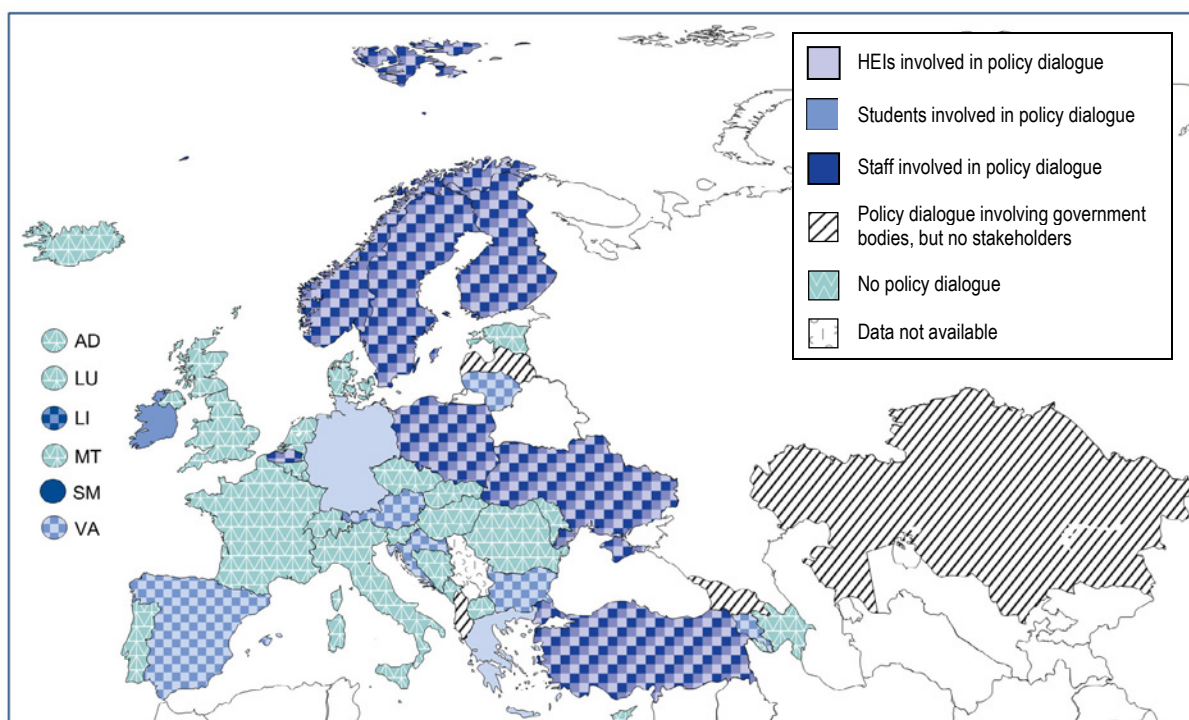 HEIs involved in policy dialogue
Students involved in policy dialogue
Staff involved in policy dialogue
Policy dialogue involving government
bodies, but no stakeholders
No policy dialogue
Data not available
AD
LU
LI
MT
SM
VA